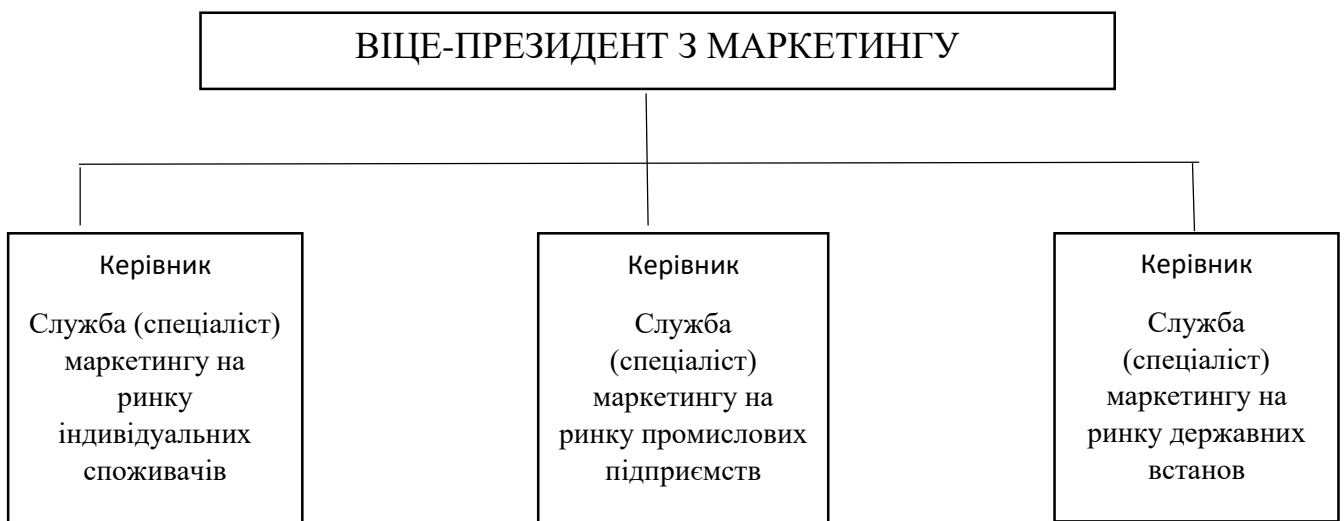 ВІЦЕ-ПРЕЗИДЕНТ З МАРКЕТИНГУ
Керівник
Служба (спеціаліст)
маркетингу на
ринку
індивідуальних
споживачів
Керівник
Служба
(спеціаліст)
маркетингу на
ринку промислових
підприємств
Керівник
Служба
(спеціаліст)
маркетингу на
ринку державних
встанов